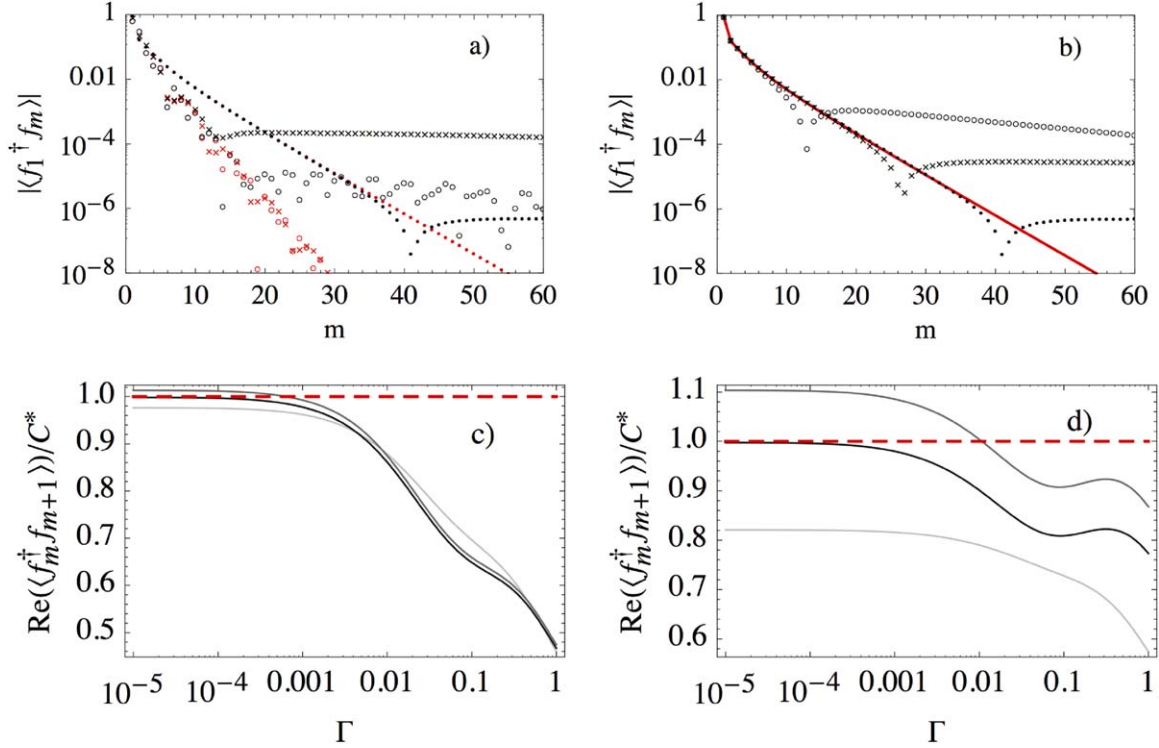 a)
|⟨f₁† fₘ⟩|
1
0.01
10⁻⁴
10⁻⁶
10⁻⁸
0 10 20 30 40 50 60
m
b)
|⟨f₁† fₘ⟩|
1
0.01
10⁻⁴
10⁻⁶
10⁻⁸
0 10 20 30 40 50 60
m
c)
Re(⟨fₘ† fₘ₊₁⟩)/C*
1.0
0.9
0.8
0.7
0.6
0.5
10⁻⁵ 10⁻⁴ 0.001 0.01 0.1 1
Γ
d)
Re(⟨fₘ† fₘ₊₁⟩)/C*
1.1
1.0
0.9
0.8
0.7
0.6
10⁻⁵ 10⁻⁴ 0.001 0.01 0.1 1
Γ